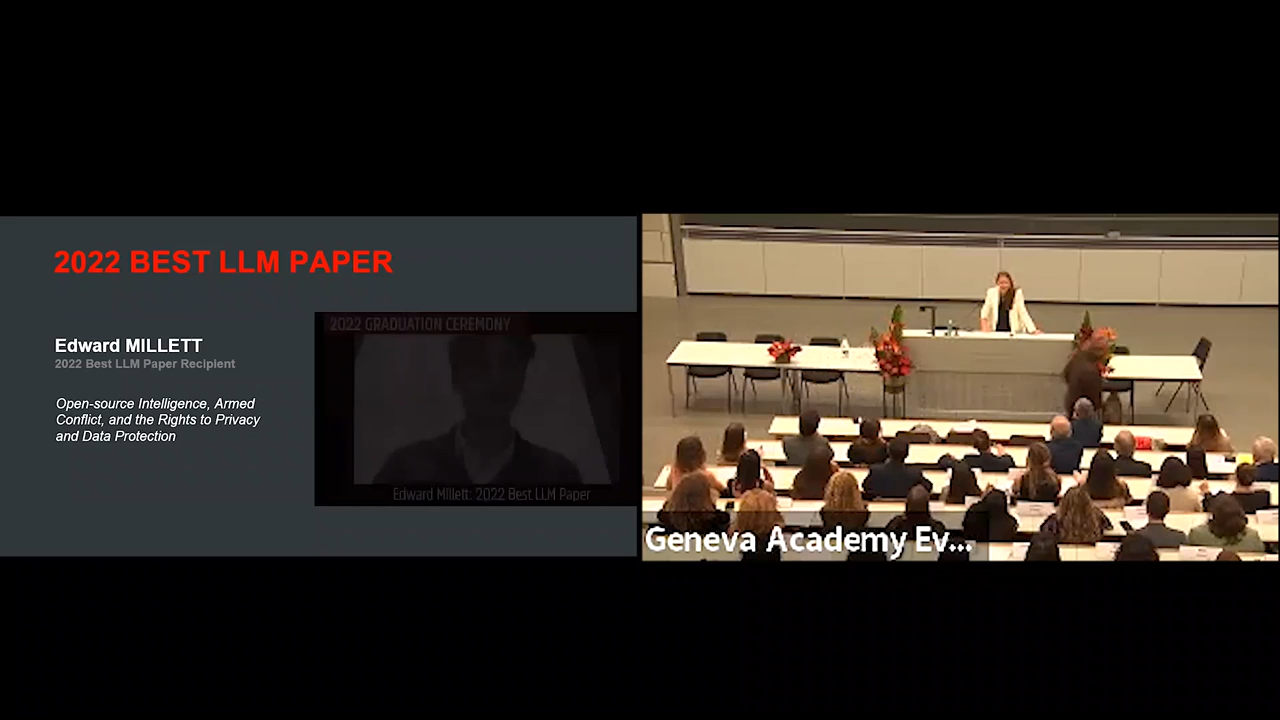 2022 BEST LLM PAPER
Edward MILLETT
2022 Best LLM Paper Recipient
Open-source Intelligence, Armed
Conflict, and the Rights to Privacy
and Data Protection
2022 GRADUATION CEREMONY
Edward Millett: 2022 Best LLM Paper
Geneva Academy Ev...